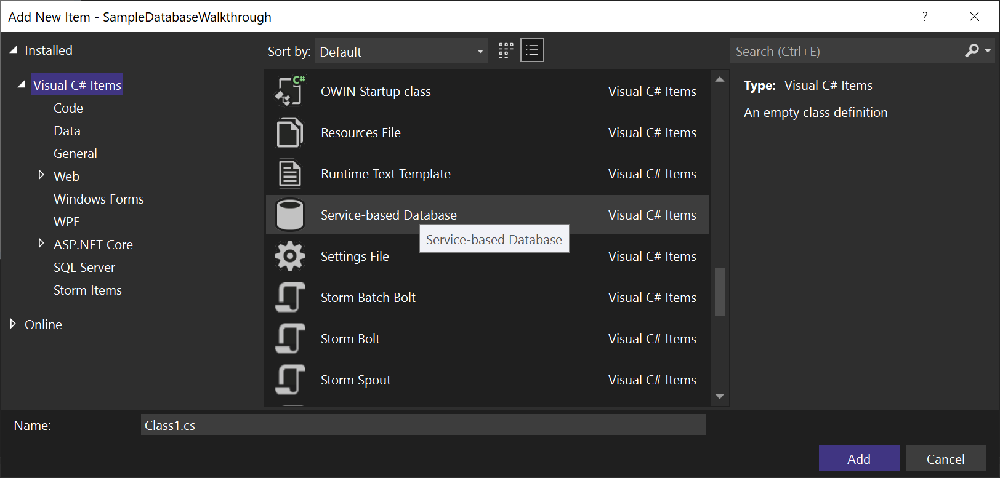 Add New Item - SampleDatabaseWalkthrough
?
Installed
Visual C# Items
Code
Data
General
Web
Windows Forms
WPF
ASP.NET Core
SQL Server
Storm Items
Online
Sort by: Default
C#
OWIN Startup class Visual C# Items
Resources File Visual C# Items
Runtime Text Template Visual C# Items
Service-based Database Visual C# Items
Service-based Database
Settings File Visual C# Items
Storm Batch Bolt Visual C# Items
Storm Bolt Visual C# Items
Storm Spout Visual C# Items
Search (Ctrl+E)
Type: Visual C# Items
An empty class definition
Name: Class1.cs
Add Cancel